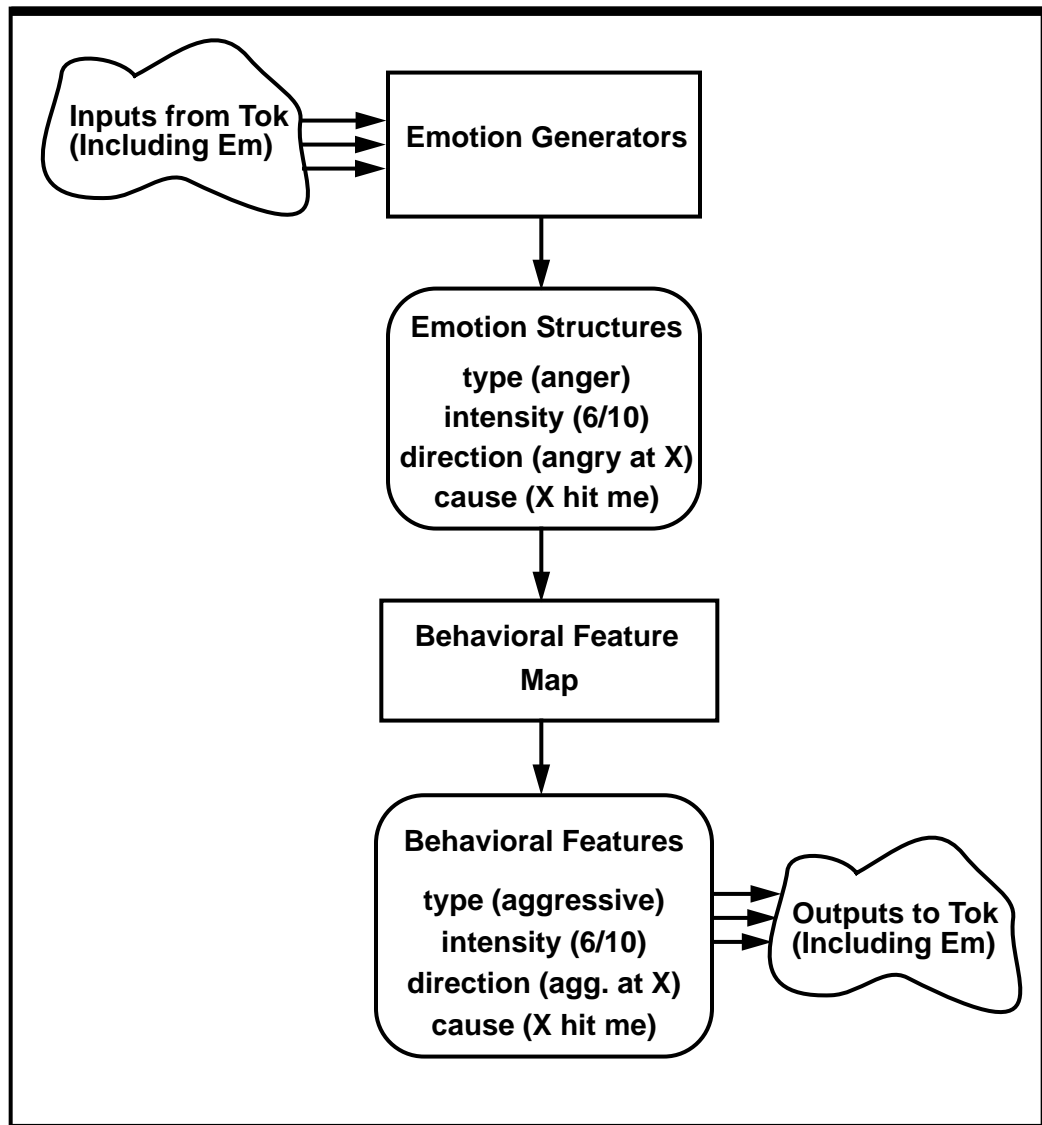 Inputs from Tok
(Including Em)
Emotion Generators
Emotion Structures
type (anger)
intensity (6/10)
direction (angry at X)
cause (X hit me)
Behavioral Feature
Map
Behavioral Features
type (aggressive)
intensity (6/10)
direction (agg. at X)
cause (X hit me)
Outputs to Tok
(Including Em)